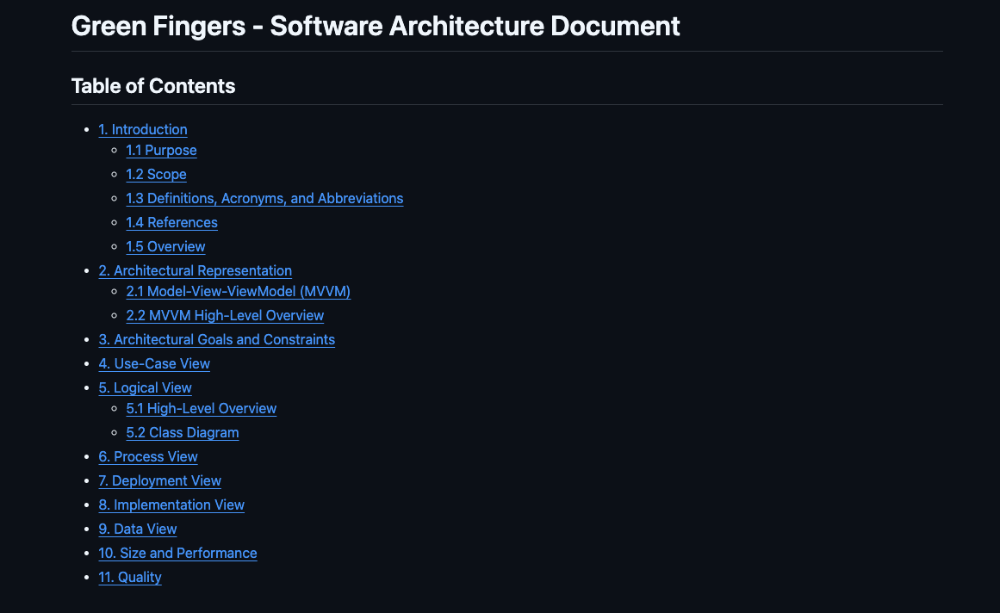 Green Fingers - Software Architecture Document
Table of Contents
1. Introduction
1.1 Purpose
1.2 Scope
1.3 Definitions, Acronyms, and Abbreviations
1.4 References
1.5 Overview
2. Architectural Representation
2.1 Model-View-ViewModel (MVVM)
2.2 MVVM High-Level Overview
3. Architectural Goals and Constraints
4. Use-Case View
5. Logical View
5.1 High-Level Overview
5.2 Class Diagram
6. Process View
7. Deployment View
8. Implementation View
9. Data View
10. Size and Performance
11. Quality